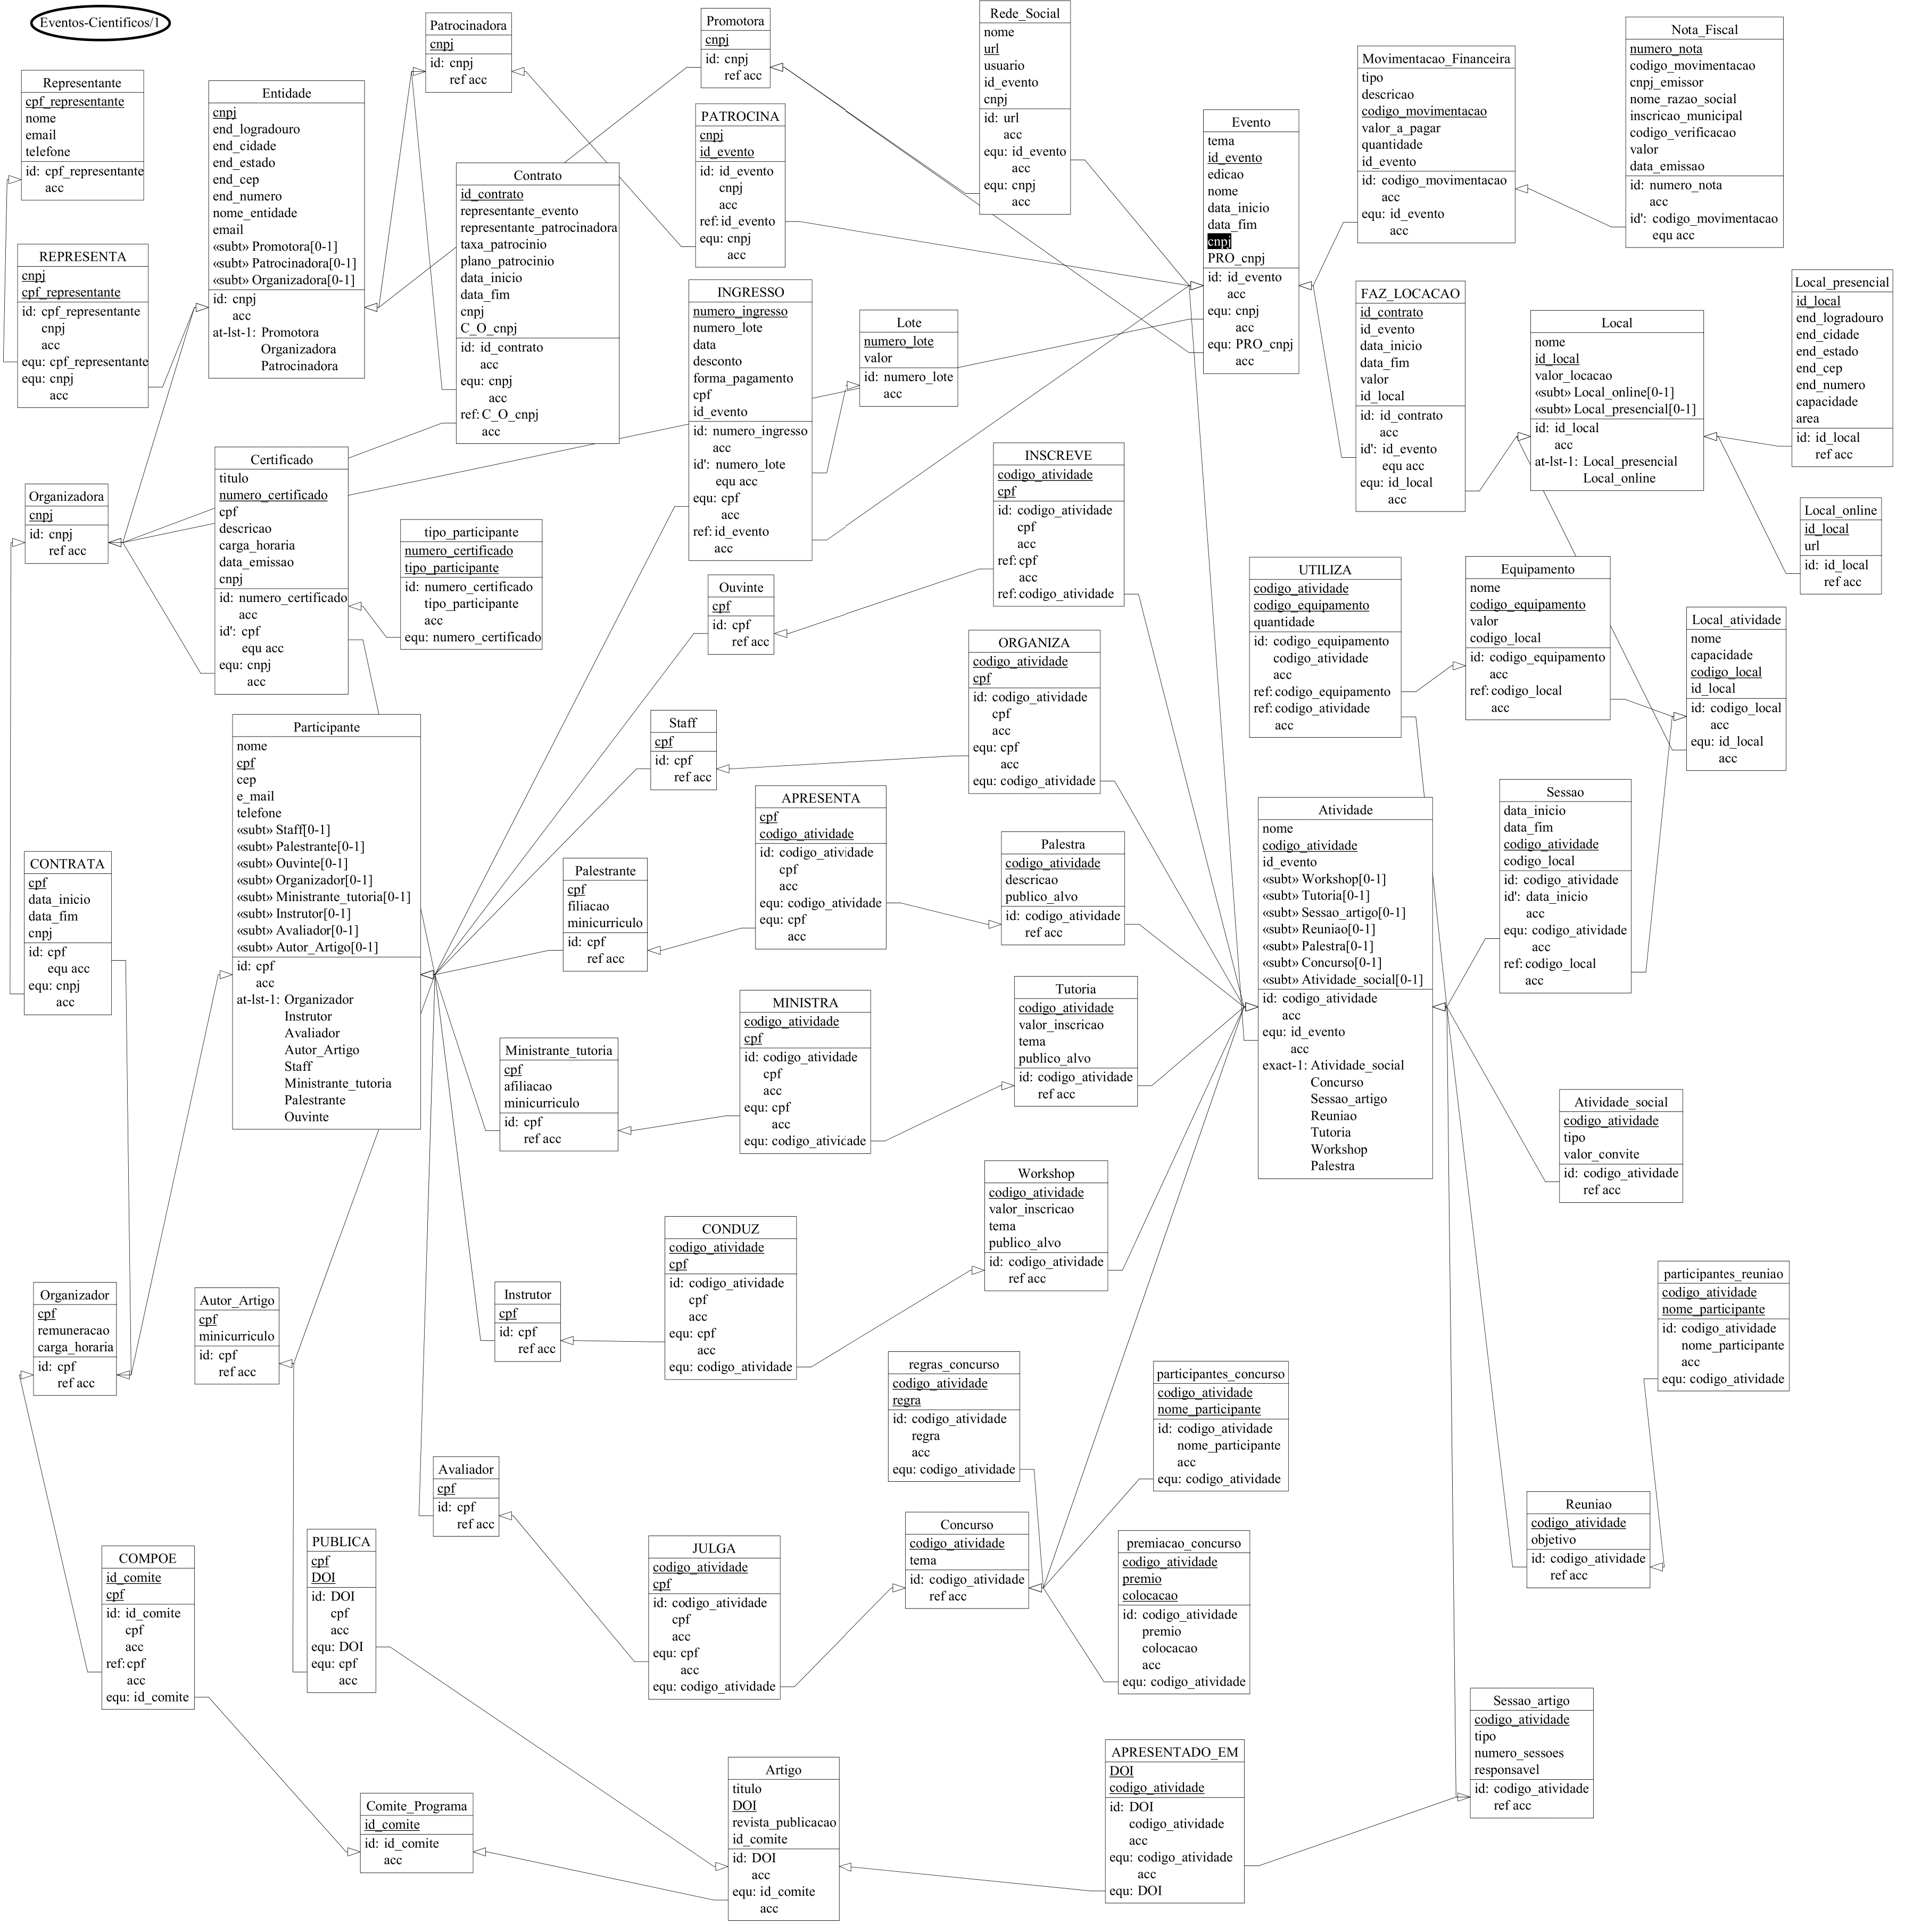 Eventos-Cientificos/1
Representante
cpf_representante
nome
email
telefone
id: cpf_representante
acc
REPRESENTA
cnpj
cpf_representante
id: cpf_representante
cnpj
acc
equ: cpf_representante
equ: cnpj
acc
Entidade
cnpj
end_logradouro
end_cidade
end_estado
end_cep
end_numero
nome_entidade
email
«subt» Promotora[0-1]
«subt» Patrocinadora[0-1]
«subt» Organizadora[0-1]
id: cnpj
acc
at-lst-1: Promotora
Organizadora
Patrocinadora
Patrocinadora
cnpj
id: cnpj
ref acc
Contrato
id_contrato
representante_evento
representante_patrocinadora
taxa_patrocinio
plano_patrocinio
data_inicio
data_fim
cnpj
C_O_cnpj
id: id_contrato
acc
equ: cnpj
acc
ref: C_O_cnpj
acc
Promotora
cnpj
id: cnpj
ref acc
PATROCINA
cnpj
id_evento
id: id_evento
cnpj
acc
ref: id_evento
equ: cnpj
acc
INGRESSO
numero_ingresso
numero_lote
data
desconto
forma_pagamento
cpf
id_evento
id: numero_ingresso
acc
id': numero_lote
equ acc
equ: cpf
acc
ref: id_evento
acc
Lote
numero_lote
valor
id: numero_lote
acc
Rede_Social
nome
url
usuario
id_evento
cnpj
id: url
acc
equ: id_evento
acc
equ: cnpj
acc
Evento
tema
id_evento
edicao
nome
data_inicio
data_fim
cnpj
PRO_cnpj
id: id_evento
acc
equ: cnpj
acc
equ: PRO_cnpj
acc
Movimentacao_Financeira
tipo
descricao
codigo_movimentacao
valor_a_pagar
quantidade
id_evento
id: codigo_movimentacao
acc
equ: id_evento
acc
Nota_Fiscal
numero_nota
codigo_movimentacao
cnpj_emissor
nome_razao_social
inscricao_municipal
codigo_verificacao
valor
data_emissao
id: numero_nota
acc
id': codigo_movimentacao
equ acc
FAZ_LOCACAO
id_contrato
id_evento
data_inicio
data_fim
valor
id_local
id: id_contrato
acc
id': id_evento
equ acc
equ: id_local
acc
Local
nome
id_local
valor_locacao
«subt» Local_online[0-1]
«subt» Local_presencial[0-1]
id: id_local
acc
at-lst-1: Local_presencial
Local_online
Local_presencial
id_local
end_logradouro
end_cidade
end_estado
end_cep
end_numero
capacidade
area
id: id_local
ref acc
Local_online
id_local
url
id: id_local
ref acc
Organizadora
cnpj
id: cnpj
ref acc
Certificado
titulo
numero_certificado
cpf
descricao
carga_horaria
data_emissao
cnpj
id: numero_certificado
acc
id': cpf
equ acc
equ: cnpj
acc
tipo_participante
numero_certificado
tipo_participante
id: numero_certificado
tipo_participante
acc
equ: numero_certificado
INSCREVE
codigo_atividade
cpf
id: codigo_atividade
cpf
acc
ref: cpf
acc
ref: codigo_atividade
Ouvinte
cpf
id: cpf
ref acc
ORGANIZA
codigo_atividade
cpf
id: codigo_atividade
cpf
acc
equ: cpf
acc
equ: codigo_atividade
Staff
cpf
id: cpf
ref acc
UTILIZA
codigo_atividade
codigo_equipamento
quantidade
id: codigo_equipamento
codigo_atividade
acc
ref: codigo_equipamento
ref: codigo_atividade
acc
Equipamento
nome
codigo_equipamento
valor
codigo_local
id: codigo_equipamento
acc
ref: codigo_local
acc
Local_atividade
nome
capacidade
codigo_local
id_local
id: codigo_local
acc
equ: id_local
acc
Participante
nome
cpf
cep
e_mail
telefone
«subt» Staff[0-1]
«subt» Palestrante[0-1]
«subt» Ouvinte[0-1]
«subt» Organizador[0-1]
«subt» Ministrante_tutoria[0-1]
«subt» Instrutor[0-1]
«subt» Avaliador[0-1]
«subt» Autor_Artigo[0-1]
id: cpf
acc
at-lst-1: Organizador
Instrutor
Avaliador
Autor_Artigo
Staff
Ministrante_tutoria
Palestrante
Ouvinte
CONTRATA
cpf
data_inicio
data_fim
cnpj
id: cpf
equ acc
equ: cnpj
acc
APRESENTA
cpf
codigo_atividade
id: codigo_atividade
cpf
acc
equ: codigo_atividade
equ: cpf
acc
Palestrante
cpf
filiacao
minicurriculo
id: cpf
ref acc
Palestra
codigo_atividade
descricao
publico_alvo
id: codigo_atividade
ref acc
Atividade
nome
codigo_atividade
id_evento
«subt» Workshop[0-1]
«subt» Tutoria[0-1]
«subt» Sessao_artigo[0-1]
«subt» Reuniao[0-1]
«subt» Palestra[0-1]
«subt» Concurso[0-1]
«subt» Atividade_social[0-1]
id: codigo_atividade
acc
equ: id_evento
acc
exact-1: Atividade_social
Concurso
Sessao_artigo
Reuniao
Tutoria
Workshop
Palestra
Sessao
data_inicio
data_fim
codigo_atividade
codigo_local
id: codigo_atividade
id': data_inicio
acc
equ: codigo_atividade
acc
ref: codigo_local
acc
MINISTRA
codigo_atividade
cpf
id: codigo_atividade
cpf
acc
equ: cpf
acc
equ: codigo_atividade
Tutoria
codigo_atividade
valor_inscricao
tema
publico_alvo
id: codigo_atividade
ref acc
Ministrante_tutoria
cpf
afiliacao
minicurriculo
id: cpf
ref acc
Atividade_social
codigo_atividade
tipo
valor_convite
id: codigo_atividade
ref acc
Workshop
codigo_atividade
valor_inscricao
tema
publico_alvo
id: codigo_atividade
ref acc
CONDUZ
codigo_atividade
cpf
id: codigo_atividade
cpf
acc
equ: cpf
acc
equ: codigo_atividade
Organizador
cpf
remuneracao
carga_horaria
id: cpf
ref acc
Autor_Artigo
cpf
minicurriculo
id: cpf
ref acc
Instrutor
cpf
id: cpf
ref acc
participantes_reuniao
codigo_atividade
nome_participante
id: codigo_atividade
nome_participante
acc
equ: codigo_atividade
regras_concurso
codigo_atividade
regra
id: codigo_atividade
regra
acc
equ: codigo_atividade
participantes_concurso
codigo_atividade
nome_participante
id: codigo_atividade
nome_participante
acc
equ: codigo_atividade
Avaliador
cpf
id: cpf
ref acc
Concurso
codigo_atividade
tema
id: codigo_atividade
ref acc
premiacao_concurso
codigo_atividade
premio
colocacao
id: codigo_atividade
premio
colocacao
acc
equ: codigo_atividade
Reuniao
codigo_atividade
objetivo
id: codigo_atividade
ref acc
COMPOE
id_comite
cpf
id: id_comite
cpf
acc
ref: cpf
acc
equ: id_comite
PUBLICA
cpf
DOI
id: DOI
cpf
acc
equ: DOI
equ: cpf
acc
JULGA
codigo_atividade
cpf
id: codigo_atividade
cpf
acc
equ: cpf
acc
equ: codigo_atividade
Sessao_artigo
codigo_atividade
tipo
numero_sessoes
responsavel
id: codigo_atividade
ref acc
Comite_Programa
id_comite
id: id_comite
acc
Artigo
titulo
DOI
revista_publicacao
id_comite
id: DOI
acc
equ: id_comite
acc
APRESENTADO_EM
DOI
codigo_atividade
id: DOI
codigo_atividade
acc
equ: codigo_atividade
acc
equ: DOI